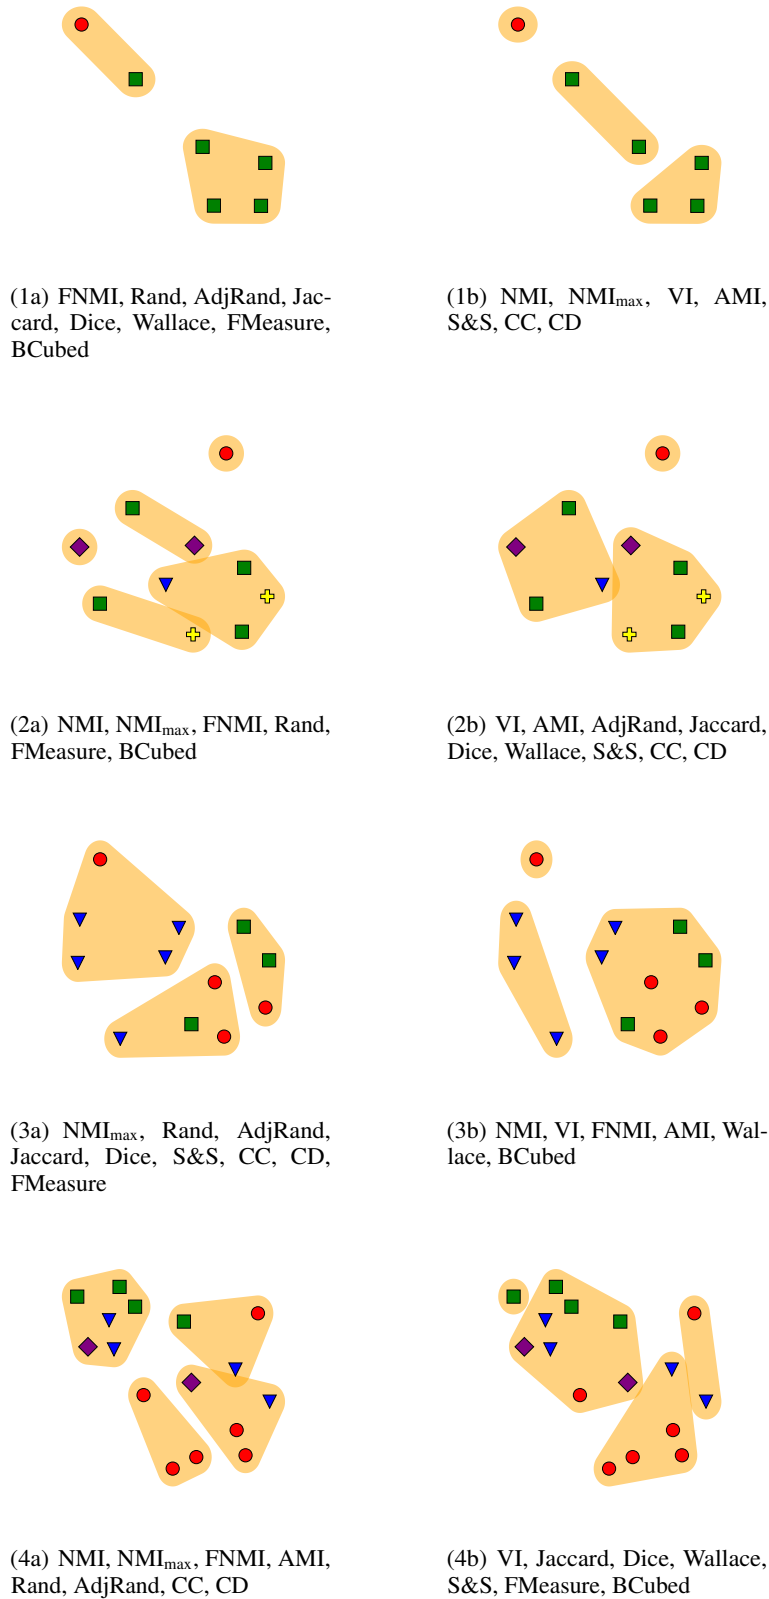 (1a) FNMI, Rand, AdjRand, Jac-
card, Dice, Wallace, FMeasure,
BCubed
(1b) NMI, NMImax, VI, AMI,
S&S, CC, CD
(2a) NMI, NMImax, FNMI, Rand,
FMeasure, BCubed
(2b) VI, AMI, AdjRand, Jaccard,
Dice, Wallace, S&S, CC, CD
(3a) NMImax, Rand, AdjRand,
Jaccard, Dice, S&S, CC, CD,
FMeasure
(3b) NMI, VI, FNMI, AMI, Wal-
lace, BCubed
(4a) NMI, NMImax, FNMI, AMI,
Rand, AdjRand, CC, CD
(4b) VI, Jaccard, Dice, Wallace,
S&S, FMeasure, BCubed